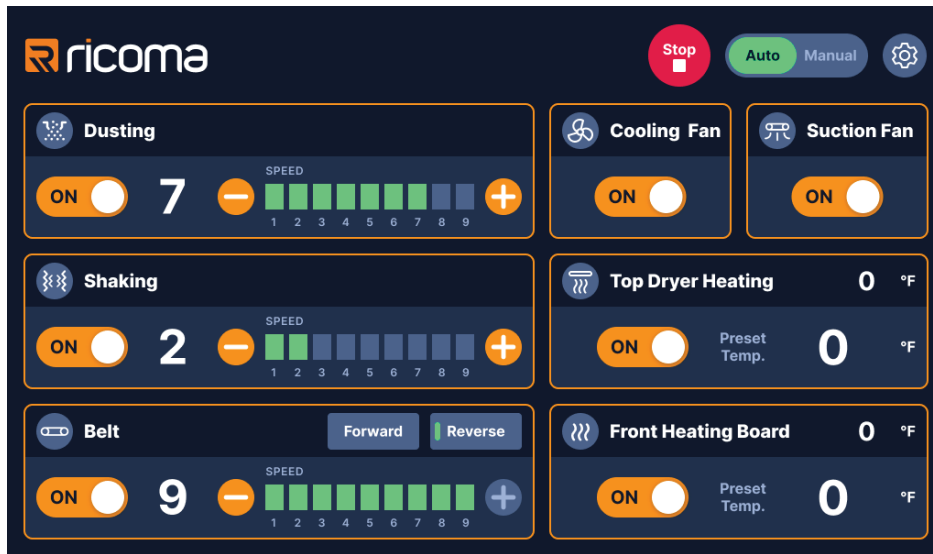 ricoma
Stop
Auto Manual
Dusting
ON 7
SPEED
1 2 3 4 5 6 7 8 9
Cooling Fan
ON
Suction Fan
ON
Shaking
ON 2
SPEED
1 2 3 4 5 6 7 8 9
Top Dryer Heating 0 °F
ON Preset
Temp. 0 °F
Belt Forward Reverse
ON 9
SPEED
1 2 3 4 5 6 7 8 9
Front Heating Board 0 °F
ON Preset
Temp. 0 °F